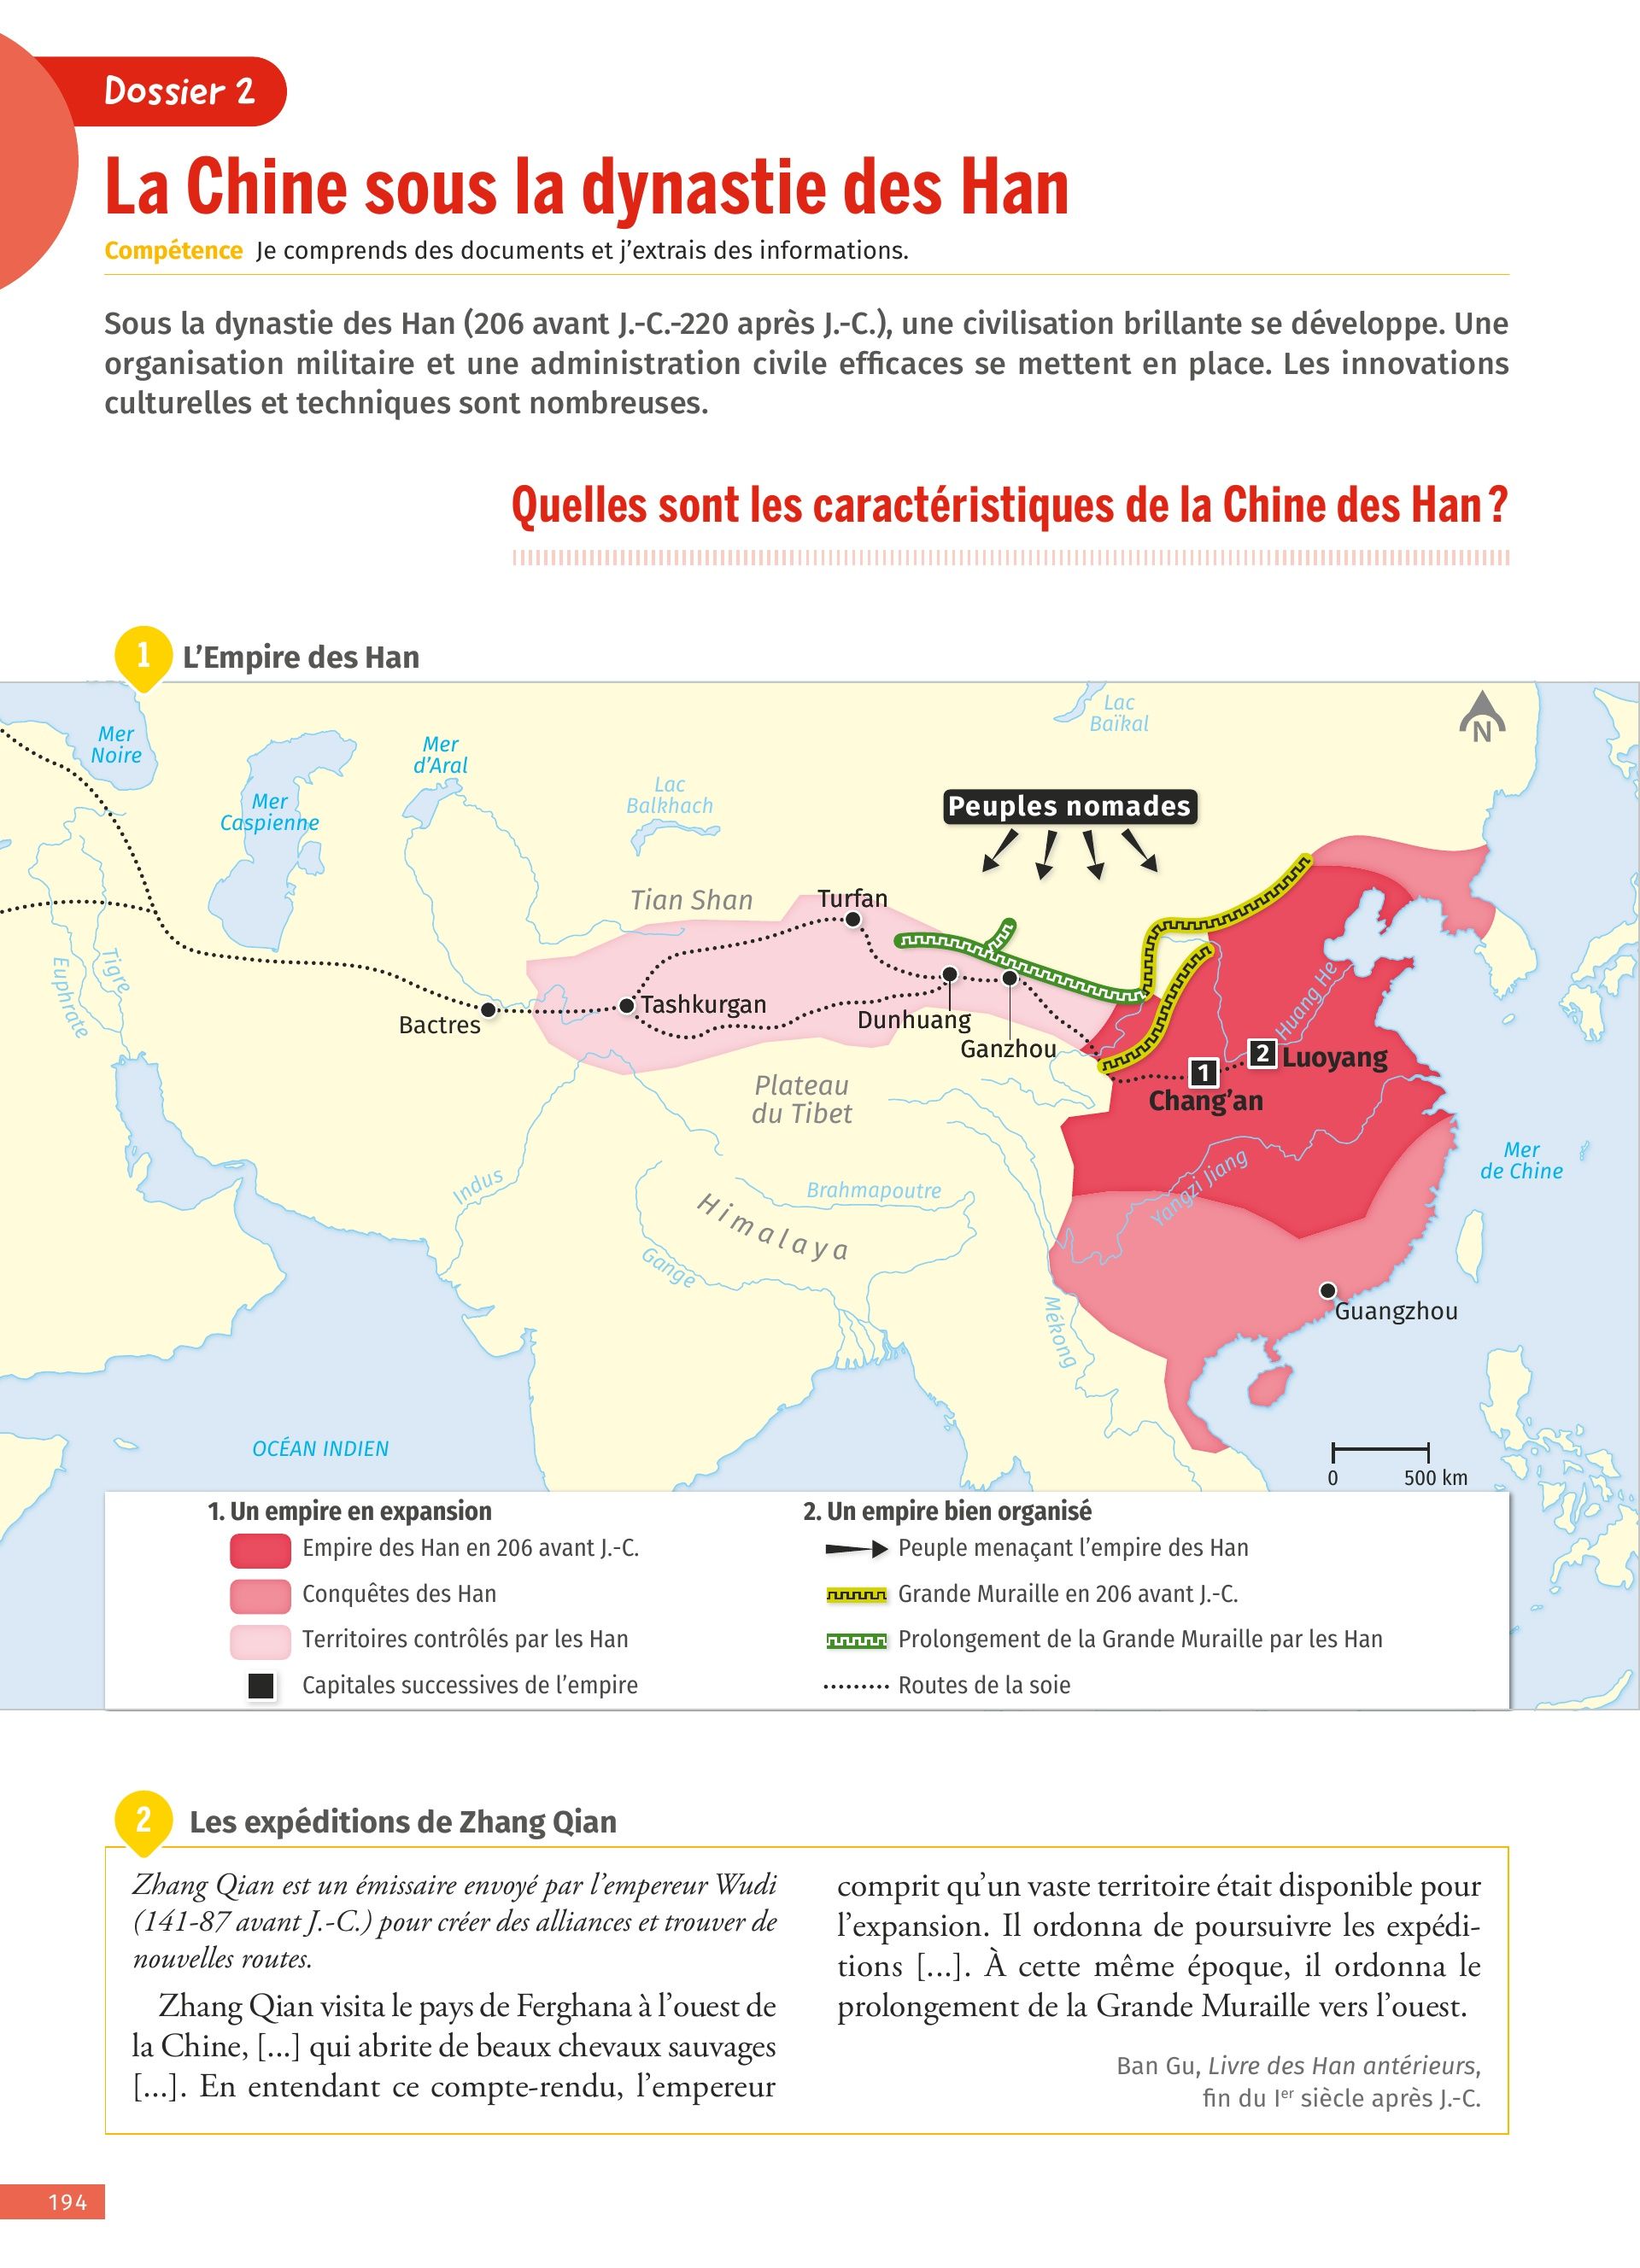 Dossier 2
La Chine sous la dynastie des Han
Compétence Je comprends des documents et j’extrais des informations.
Sous la dynastie des Han (206 avant J.-C.-220 après J.-C.), une civilisation brillante se développe. Une
organisation militaire et une administration civile efficaces se mettent en place. Les innovations
culturelles et techniques sont nombreuses.
Quelles sont les caractéristiques de la Chine des Han ?
1 L’Empire des Han
Lac
Baïkal
N
Mer
Noire
Mer
d’Aral
Mer
Caspienne
Lac
Balkhach
Peuples nomades
Tian Shan
Turfan
Euphrate
Tigre
Bactres
Tashkurgan
Dunhuang
Ganzhou
Huang He
2 Luoyang
1
Chang’an
Plateau
du Tibet
Mer
de Chine
Indus
Brahmapoutre
Yangzi Jiang
Himalaya
Gange
Mékong
Guangzhou
OCÉAN INDIEN
0 500 km
1. Un empire en expansion
Empire des Han en 206 avant J.-C.
Conquêtes des Han
Territoires contrôlés par les Han
Capitales successives de l’empire
2. Un empire bien organisé
Peuple menaçant l’empire des Han
Grande Muraille en 206 avant J.-C.
Prolongement de la Grande Muraille par les Han
Routes de la soie
2 Les expéditions de Zhang Qian
Zhang Qian est un émissaire envoyé par l’empereur Wudi
(141-87 avant J.-C.) pour créer des alliances et trouver de
nouvelles routes.
Zhang Qian visita le pays de Ferghana à l’ouest de
la Chine, [...] qui abrite de beaux chevaux sauvages
[...]. En entendant ce compte-rendu, l’empereur
comprit qu’un vaste territoire était disponible pour
l’expansion. Il ordonna de poursuivre les expédi-
tions [...]. À cette même époque, il ordonna le
prolongement de la Grande Muraille vers l’ouest.
Ban Gu, Livre des Han antérieurs,
fin du Ier siècle après J.-C.
194